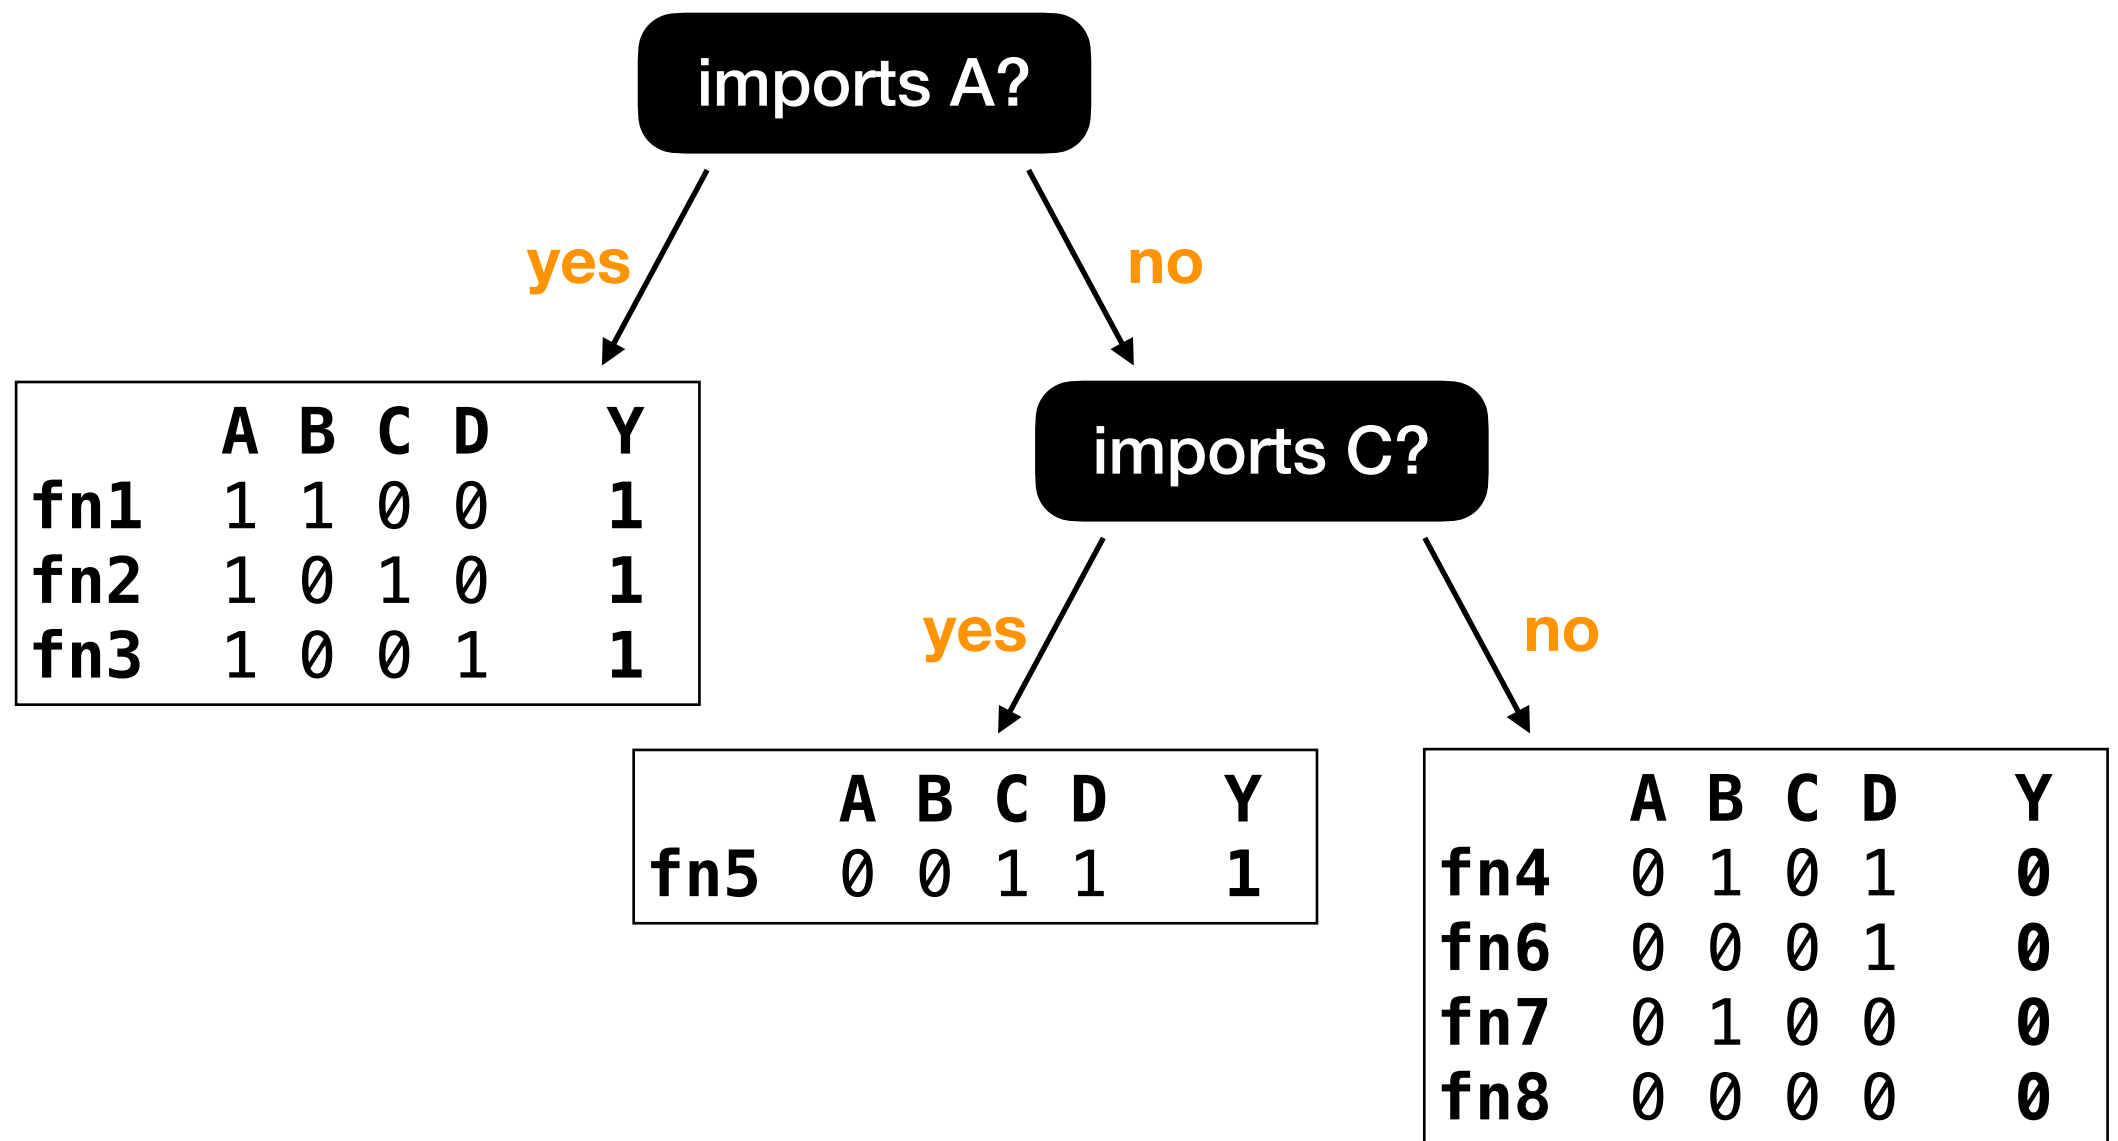 imports A?
yes
no
A B C D Y
fn1 1 1 0 0 1
fn2 1 0 1 0 1
fn3 1 0 0 1 1
imports C?
yes
no
A B C D Y
fn5 0 0 1 1 1
A B C D Y
fn4 0 1 0 1 0
fn6 0 0 0 1 0
fn7 0 1 0 0 0
fn8 0 0 0 0 0